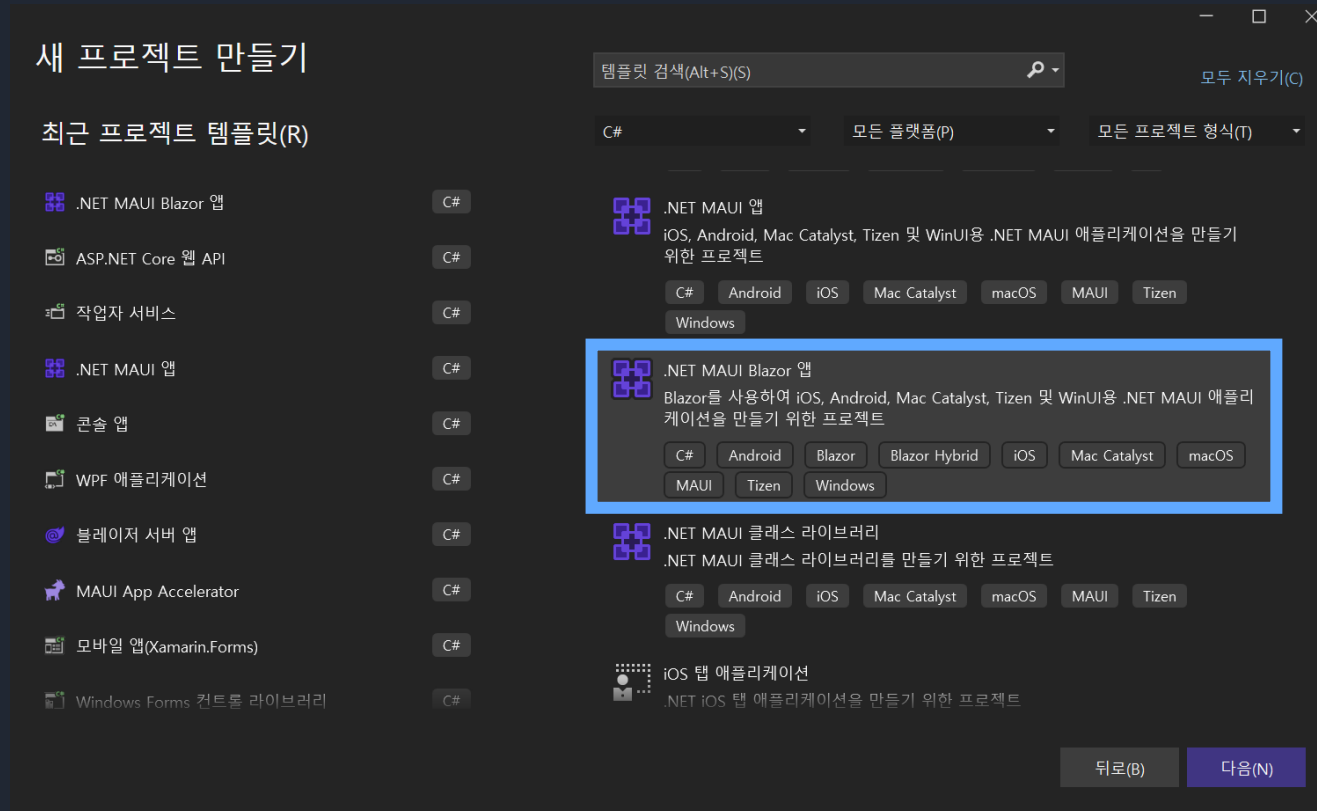 새 프로젝트 만들기
템플릿 검색(Alt+S)(S)
모두 지우기(C)
최근 프로젝트 템플릿(R)
C#
모든 플랫폼(P)
모든 프로젝트 형식(T)
.NET MAUI Blazor 앱 C#
ASP.NET Core 웹 API C#
작업자 서비스 C#
.NET MAUI 앱 C#
콘솔 앱 C#
WPF 애플리케이션 C#
블레이저 서버 앱 C#
MAUI App Accelerator C#
모바일 앱(Xamarin.Forms) C#
Windows Forms 컨트롤 라이브러리 C#
.NET MAUI 앱
iOS, Android, Mac Catalyst, Tizen 및 WinUI용 .NET MAUI 애플리케이션을 만들기
위한 프로젝트
C# Android iOS Mac Catalyst macOS MAUI Tizen
Windows
.NET MAUI Blazor 앱
Blazor를 사용하여 iOS, Android, Mac Catalyst, Tizen 및 WinUI용 .NET MAUI 애플리
케이션을 만들기 위한 프로젝트
C# Android Blazor Blazor Hybrid iOS Mac Catalyst macOS
MAUI Tizen Windows
.NET MAUI 클래스 라이브러리
.NET MAUI 클래스 라이브러리를 만들기 위한 프로젝트
C# Android iOS Mac Catalyst macOS MAUI Tizen
Windows
iOS 탭 애플리케이션
.NET iOS 탭 애플리케이션을 만들기 위한 프로젝트
뒤로(B)
다음(N)